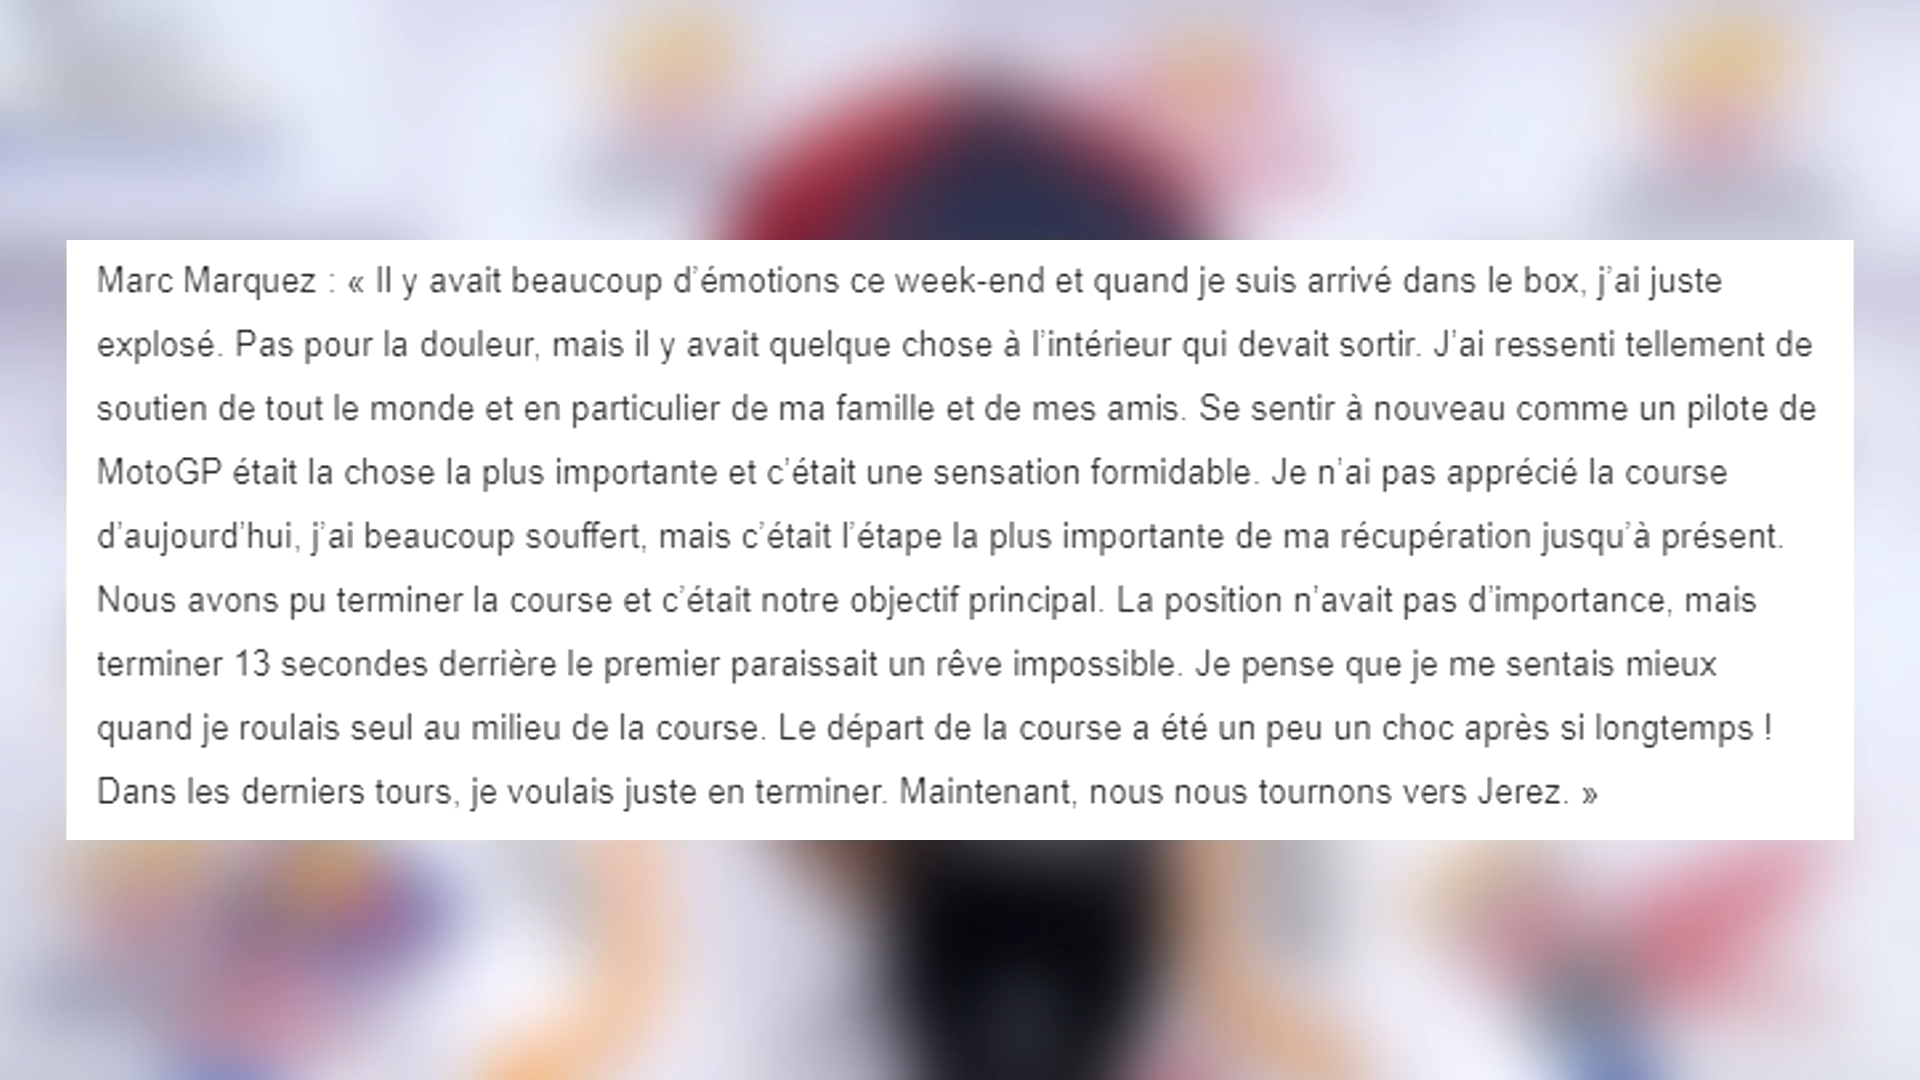 Marc Marquez : « Il y avait beaucoup d’émotions ce week-end et quand je suis arrivé dans le box, j’ai juste
explosé. Pas pour la douleur, mais il y avait quelque chose à l’intérieur qui devait sortir. J’ai ressenti tellement de
soutien de tout le monde et en particulier de ma famille et de mes amis. Se sentir à nouveau comme un pilote de
MotoGP était la chose la plus importante et c’était une sensation formidable. Je n’ai pas apprécié la course
d’aujourd’hui, j’ai beaucoup souffert, mais c’était l’étape la plus importante de ma récupération jusqu’à présent.
Nous avons pu terminer la course et c’était notre objectif principal. La position n’avait pas d’importance, mais
terminer 13 secondes derrière le premier paraissait un rêve impossible. Je pense que je me sentais mieux
quand je roulais seul au milieu de la course. Le départ de la course a été un peu un choc après si longtemps !
Dans les derniers tours, je voulais juste en terminer. Maintenant, nous nous tournons vers Jerez. »